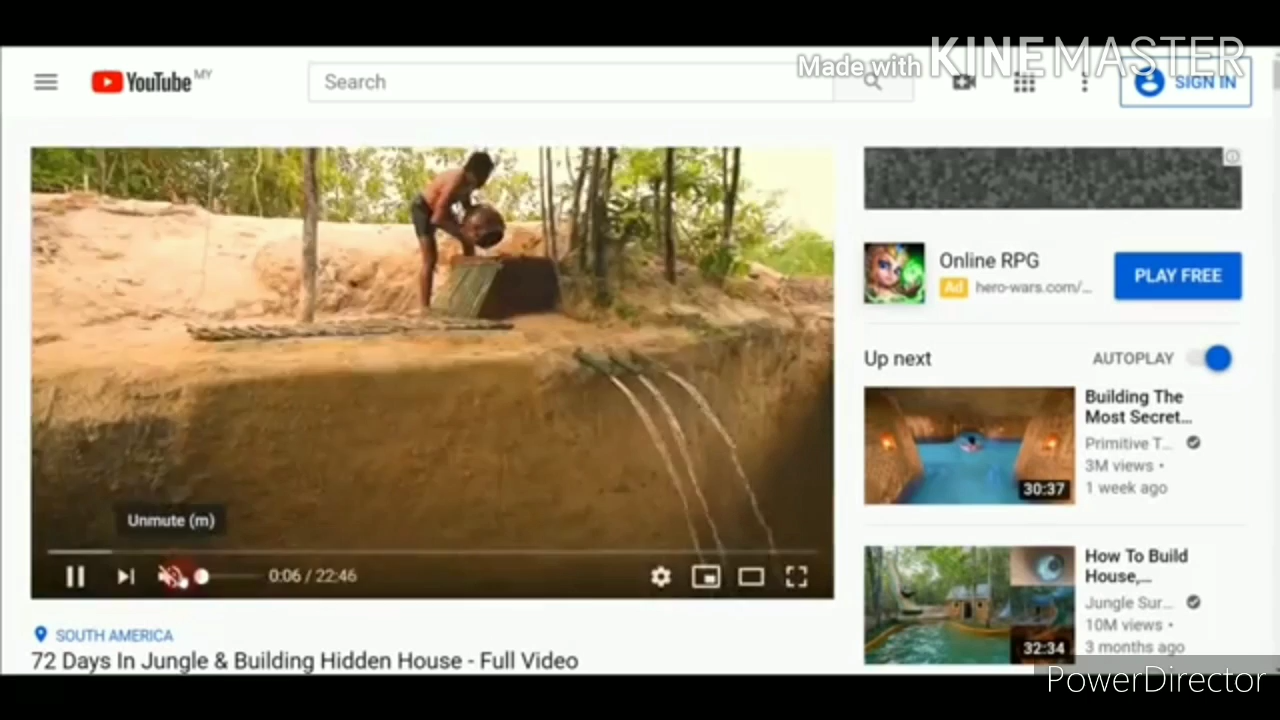 Made with KINEMASTER
YouTube MY
Search
SIGN IN
Online RPG
Ad hero-wars.com/...
PLAY FREE
Up next
AUTOPLAY
Building The
Most Secret...
Primitive T...
3M views •
1 week ago
30:37
Unmute (m)
0:06 / 22:46
How To Build
House,...
Jungle Sur...
10M views •
3 months ago
32:34
SOUTH AMERICA
72 Days In Jungle & Building Hidden House - Full Video
PowerDirector